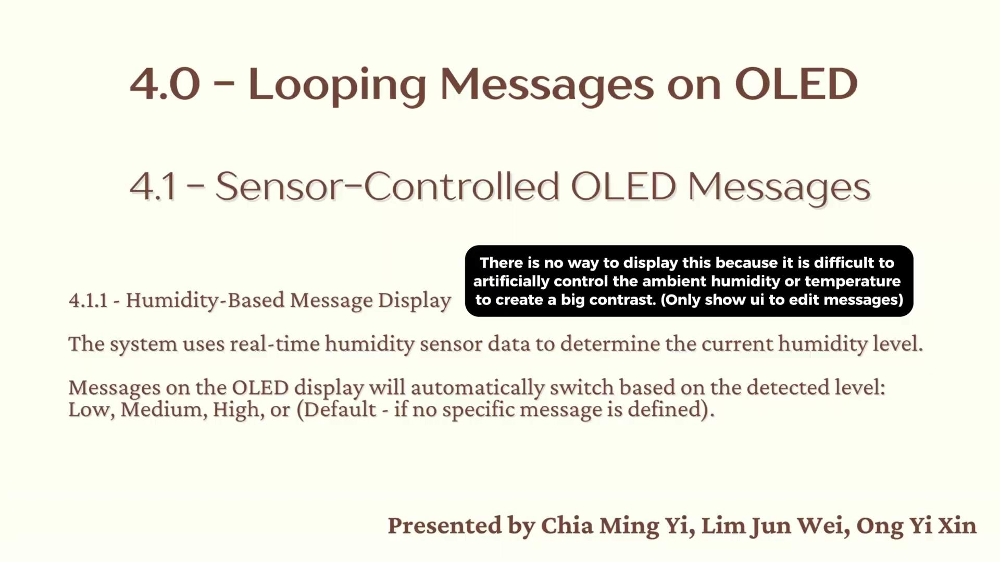 4.0 - Looping Messages on OLED
4.1 - Sensor-Controlled OLED Messages
There is no way to display this because it is difficult to
artificially control the ambient humidity or temperature
to create a big contrast. (Only show ui to edit messages)
4.1.1 - Humidity-Based Message Display
The system uses real-time humidity sensor data to determine the current humidity level.
Messages on the OLED display will automatically switch based on the detected level:
Low, Medium, High, or (Default - if no specific message is defined).
Presented by Chia Ming Yi, Lim Jun Wei, Ong Yi Xin